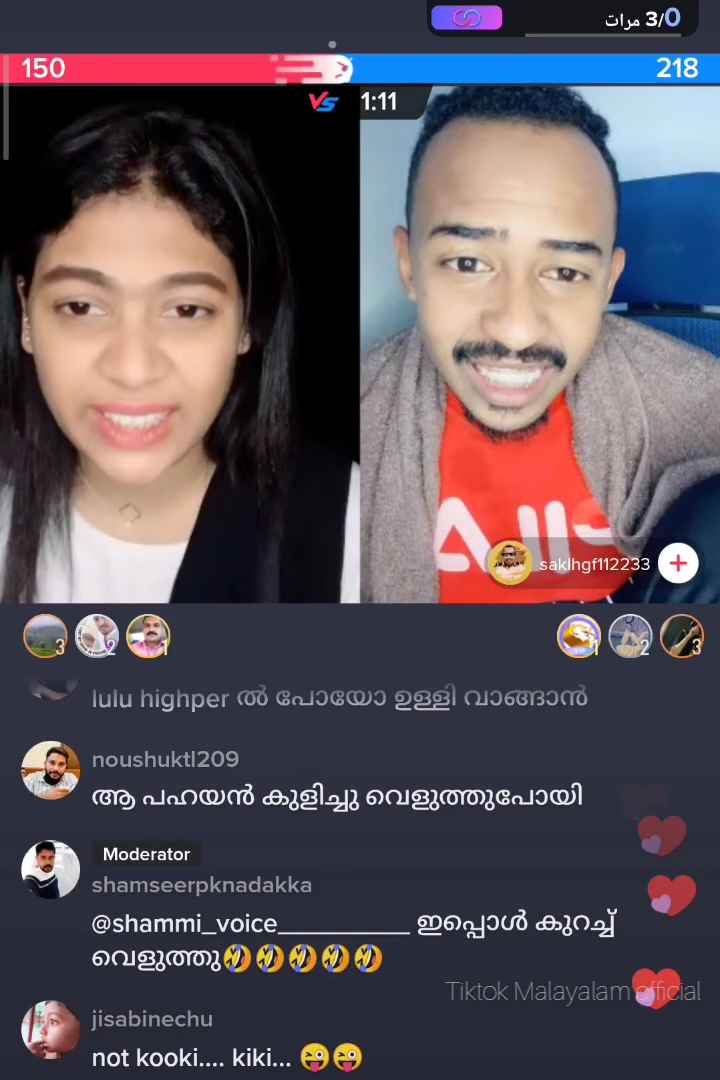 3/0 مرات
150
218
VS
1:11
saklhgf112233
3
2
1
1
2
3
lulu highper ൽ പോയോ ഉള്ളി വാങ്ങാൻ
noushuktl209
ആ പഹയൻ കുളിച്ചു വെളുത്തുപോയി
Moderator
shamseerpknadakka
@shammi_voice__________ ഇപ്പൊൾ കുറച്ച്
വെളുത്തു🤣🤣🤣🤣🤣
Tiktok Malayalam official
jisabinechu
not kooki.... kiki... 😜😜